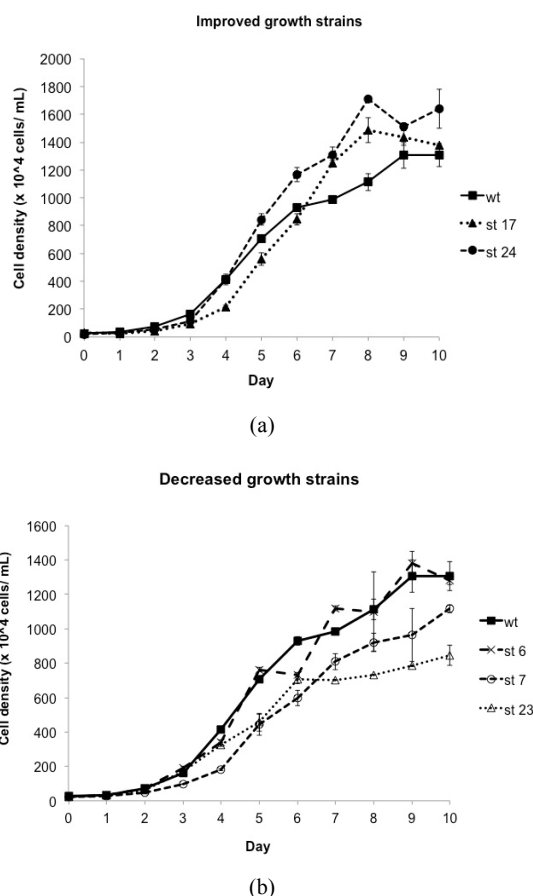 Improved growth strains
Cell density (x 10^4 cells/ mL)
2000
1800
1600
1400
1200
1000
800
600
400
200
0
0 1 2 3 4 5 6 7 8 9 10
Day
wt
st 17
st 24
(a)
Decreased growth strains
Cell density (x 10^4 cells/ mL)
1600
1400
1200
1000
800
600
400
200
0
0 1 2 3 4 5 6 7 8 9 10
Day
wt
st 6
st 7
st 23
(b)